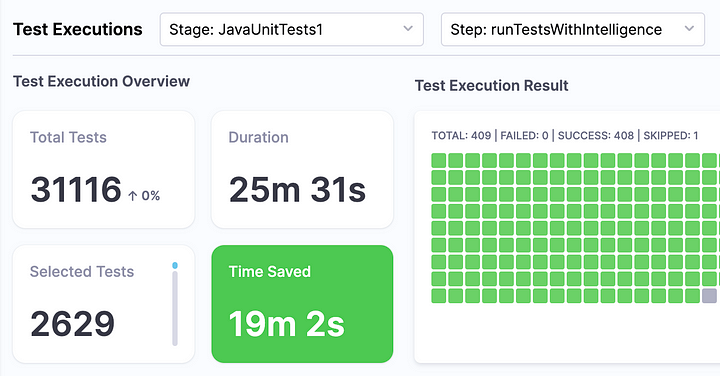 Test Executions
Stage: JavaUnitTests1
Step: runTestsWithIntelligence
Test Execution Overview
Total Tests
31116 ↑ 0%
Duration
25m 31s
Selected Tests
2629
Time Saved
19m 2s
Test Execution Result
TOTAL: 409 | FAILED: 0 | SUCCESS: 408 | SKIPPED: 1